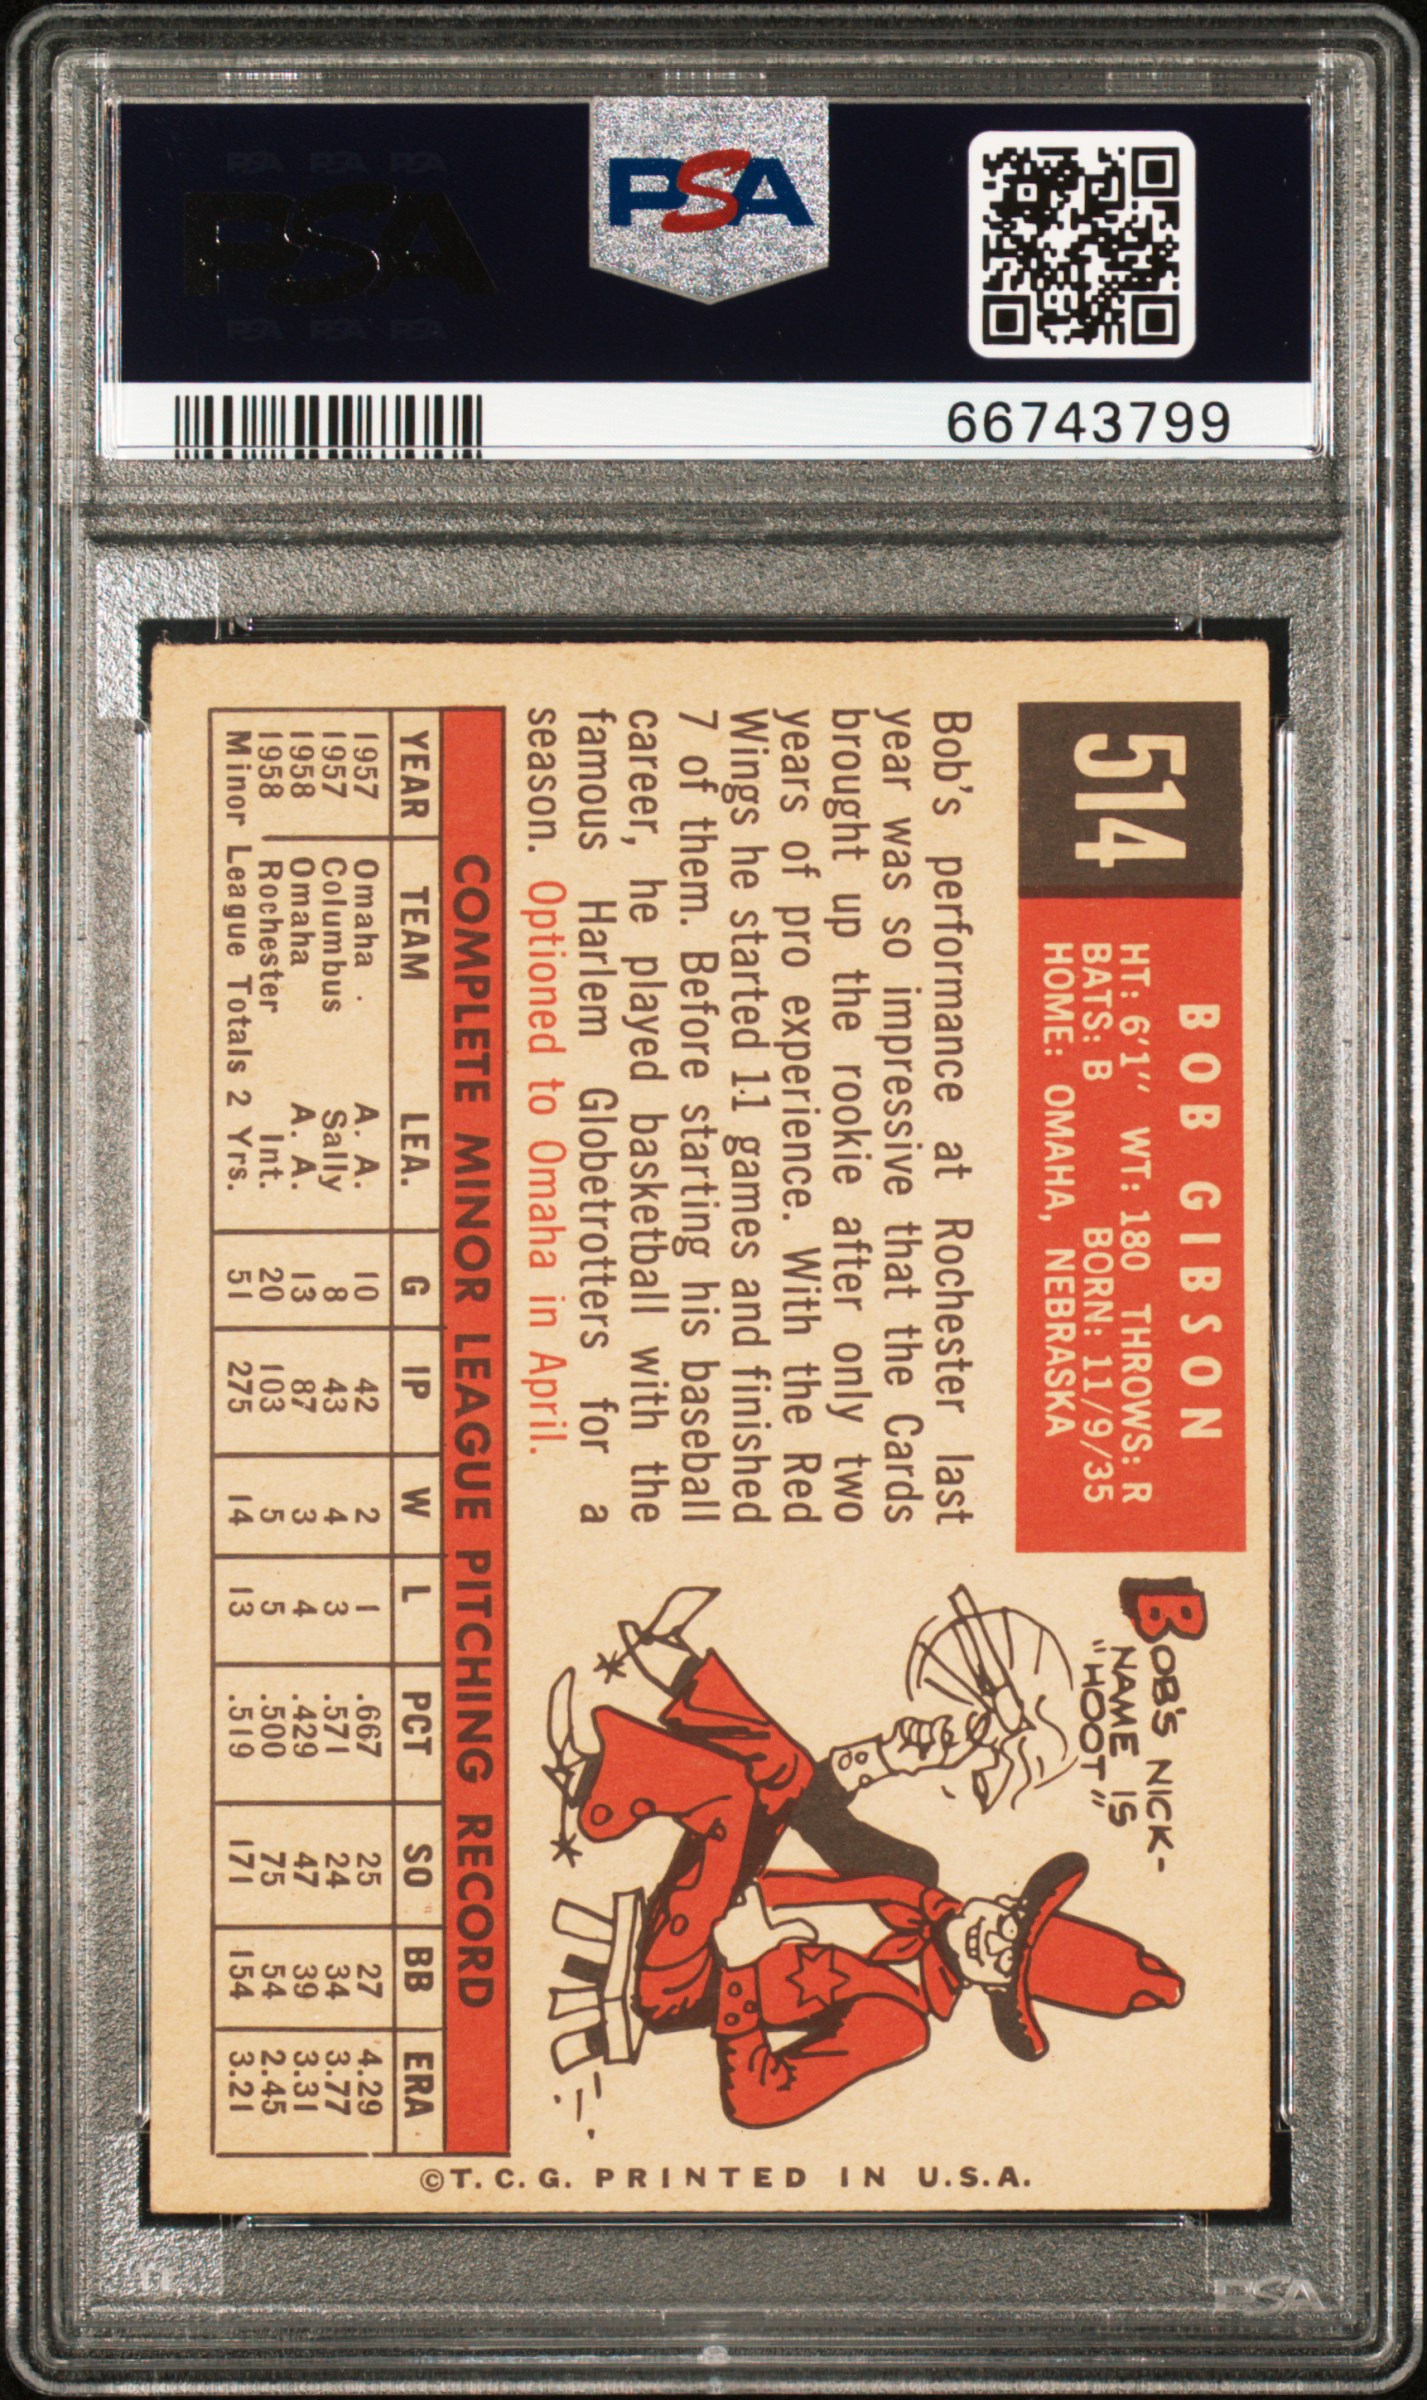 PSA PSA PSA
PSA
PSA PSA PSA
PSA
66743799
514
BOB GIBSON
HT: 6'1" WT: 180 THROWS: R
BATS: B BORN: 11/9/35
HOME: OMAHA, NEBRASKA
Bob's performance at Rochester last
year was so impressive that the Cards
brought up the rookie after only two
years of pro experience. With the Red
Wings he started 11 games and finished
7 of them. Before starting his baseball
career, he played basketball with the
famous Harlem Globetrotters for a
season. Optioned to Omaha in April.
BOB'S NICK-
NAME IS
"HOOT"
COMPLETE MINOR LEAGUE PITCHING RECORD
YEAR TEAM LEA. G IP W L PCT SO BB ERA
1957 Omaha A. A. 10 42 2 1 .667 25 27 4.29
1957 Columbus Sally 8 43 4 3 .571 24 34 3.77
1958 Omaha A. A. 13 87 3 4 .429 47 39 3.31
1958 Rochester Int. 20 103 5 5 .500 75 54 2.45
Minor League Totals 2 Yrs. 51 275 14 13 .519 171 154 3.21
©T. C. G. PRINTED IN U.S.A.
PSA